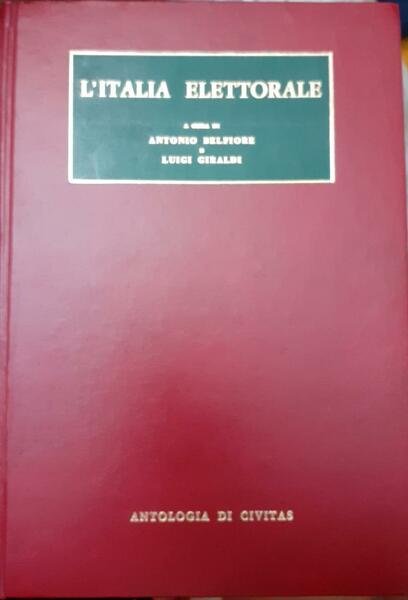 L'ITALIA ELETTORALE
A CURA DI
ANTONIO BELFIORE
E
LUIGI GIRALDI
ANTOLOGIA DI CIVITAS